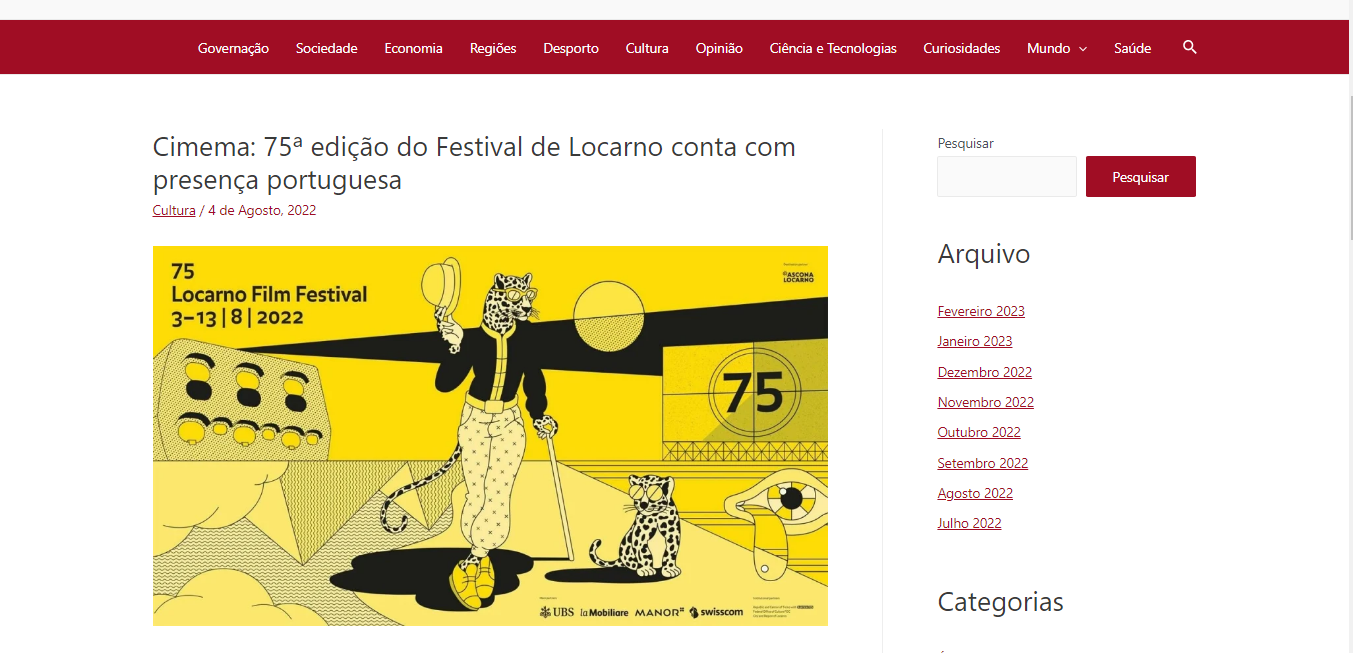 Governação Sociedade Economia Regiões Desporto Cultura Opinião Ciência e Tecnologias Curiosidades Mundo Saúde
Cimema: 75ª edição do Festival de Locarno conta com
presença portuguesa
Cultura / 4 de Agosto, 2022
75
Locarno Film Festival
3–13 | 8 | 2022
ASCONA
LOCARNO
75
UBS la Mobiliare MANOR swisscom
Pesquisar
Pesquisar
Arquivo
Fevereiro 2023
Janeiro 2023
Dezembro 2022
Novembro 2022
Outubro 2022
Setembro 2022
Agosto 2022
Julho 2022
Categorias